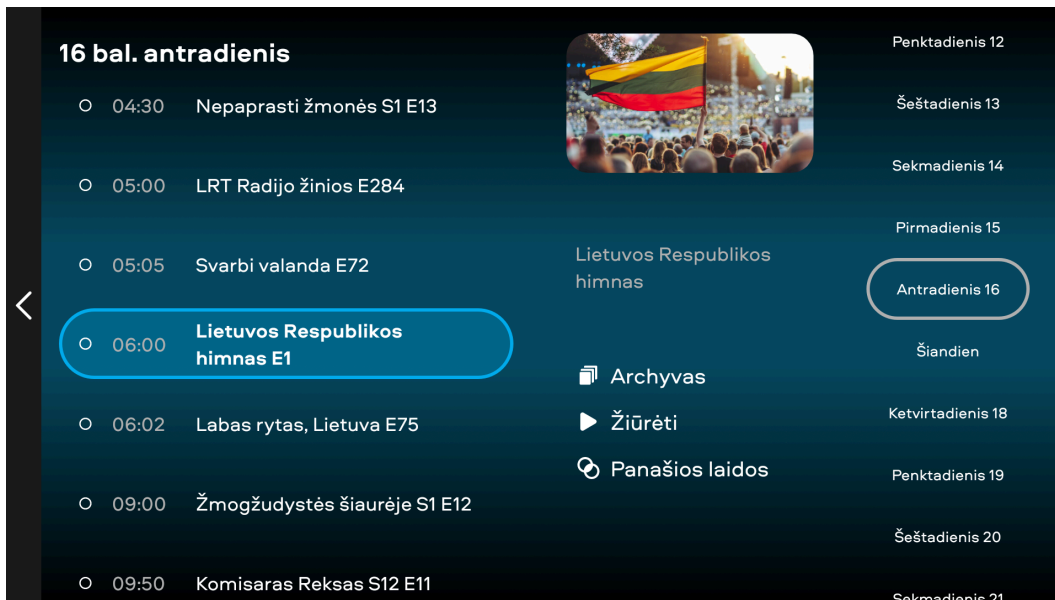 16 bal. antradienis
04:30 Nepaprasti žmonės S1 E13
05:00 LRT Radijo žinios E284
05:05 Svarbi valanda E72
06:00 Lietuvos Respublikos
himnas E1
06:02 Labas rytas, Lietuva E75
09:00 Žmogžudystės šiaurėje S1 E12
09:50 Komisaras Reksas S12 E11
Lietuvos Respublikos
himnas
Archyvas
Žiūrėti
Panašios laidos
Penktadienis 12
Šeštadienis 13
Sekmadienis 14
Pirmadienis 15
Antradienis 16
Šiandien
Ketvirtadienis 18
Penktadienis 19
Šeštadienis 20
Sekmadienis 21